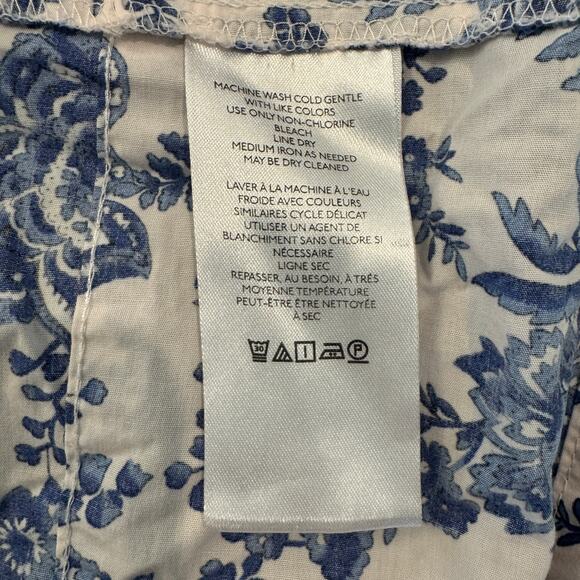 MACHINE WASH COLD GENTLE
WITH LIKE COLORS
USE ONLY NON-CHLORINE
BLEACH
LINE DRY
MEDIUM IRON AS NEEDED
MAY BE DRY CLEANED
LAVER À LA MACHINE À L'EAU
FROIDE AVEC COULEURS
SIMILAIRES CYCLE DÉLICAT
UTILISER UN AGENT DE
BLANCHIMENT SANS CHLORE SI
NÉCESSAIRE
LIGNE SEC
REPASSER, AU BESOIN, À TRÉS
MOYENNE TEMPÉRATURE
PEUT-ÊTRE ÊTRE NETTOYÉE
À SEC
30 P